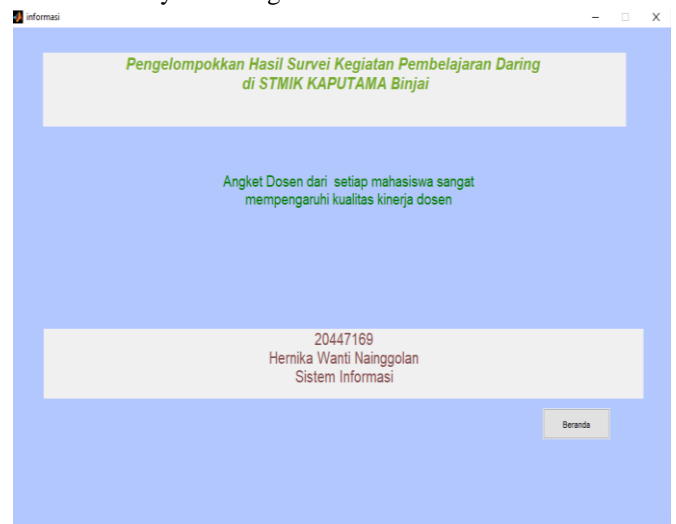 informasi
Pengelompokkan Hasil Survei Kegiatan Pembelajaran Daring
di STMIK KAPUTAMA Binjai
Angket Dosen dari setiap mahasiswa sangat
mempengaruhi kualitas kinerja dosen
20447169
Hernika Wanti Nainggolan
Sistem Informasi
Beranda